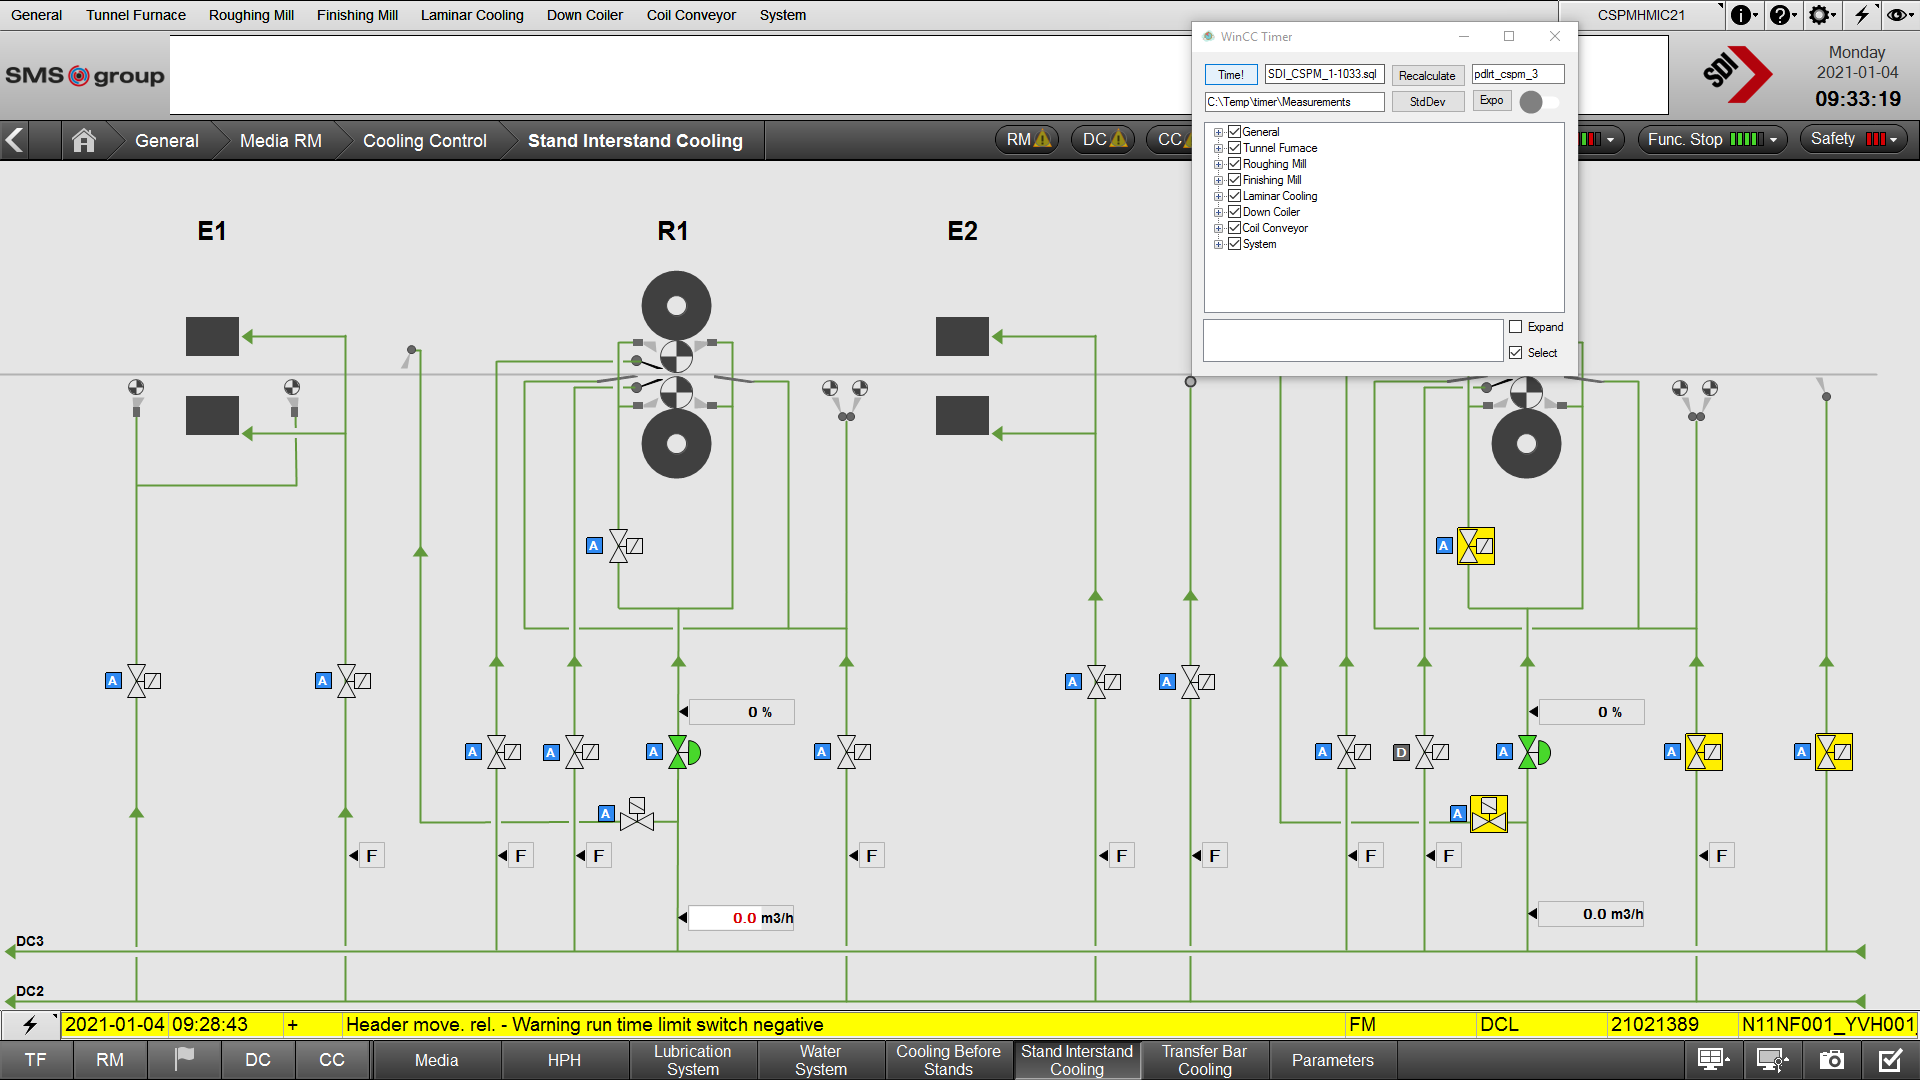 General Tunnel Furnace Roughing Mill Finishing Mill Laminar Cooling Down Coiler Coil Conveyor System CSPMHMIC21
SMS group
SDI
Monday
2021-01-04
09:33:19
WinCC Timer
Time! SDI_CSPM_1-1033.sql Recalculate pdlrt_cspm_3
C:\Temp\timer\Measurements StdDev Expo
General
Tunnel Furnace
Roughing Mill
Finishing Mill
Laminar Cooling
Down Coiler
Coil Conveyor
System
Expand
Select
General Media RM Cooling Control Stand Interstand Cooling RM DC CC Func. Stop Safety
E1 R1 E2
A A
A A A A
0 % 0 %
A A A A A D A A A
A A
F F F F F F F F F
0.0 m3/h 0.0 m3/h
DC3
DC2
2021-01-04 09:28:43 + Header move. rel. - Warning run time limit switch negative FM DCL 21021389 N11NF001_YVH001
TF RM DC CC Media HPH Lubrication System Water System Cooling Before Stands Stand Interstand Cooling Transfer Bar Cooling Parameters